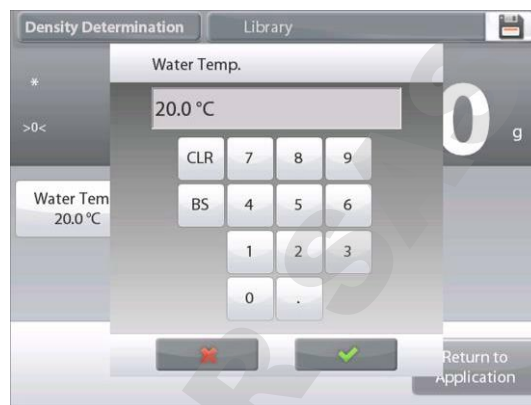 Density Determination
Library
Water Temp.
*
20.0 °C
>0<
0
g
CLR
7
8
9
Water Tem
20.0 °C
BS
4
5
6
1
2
3
0
.
Return to
Application